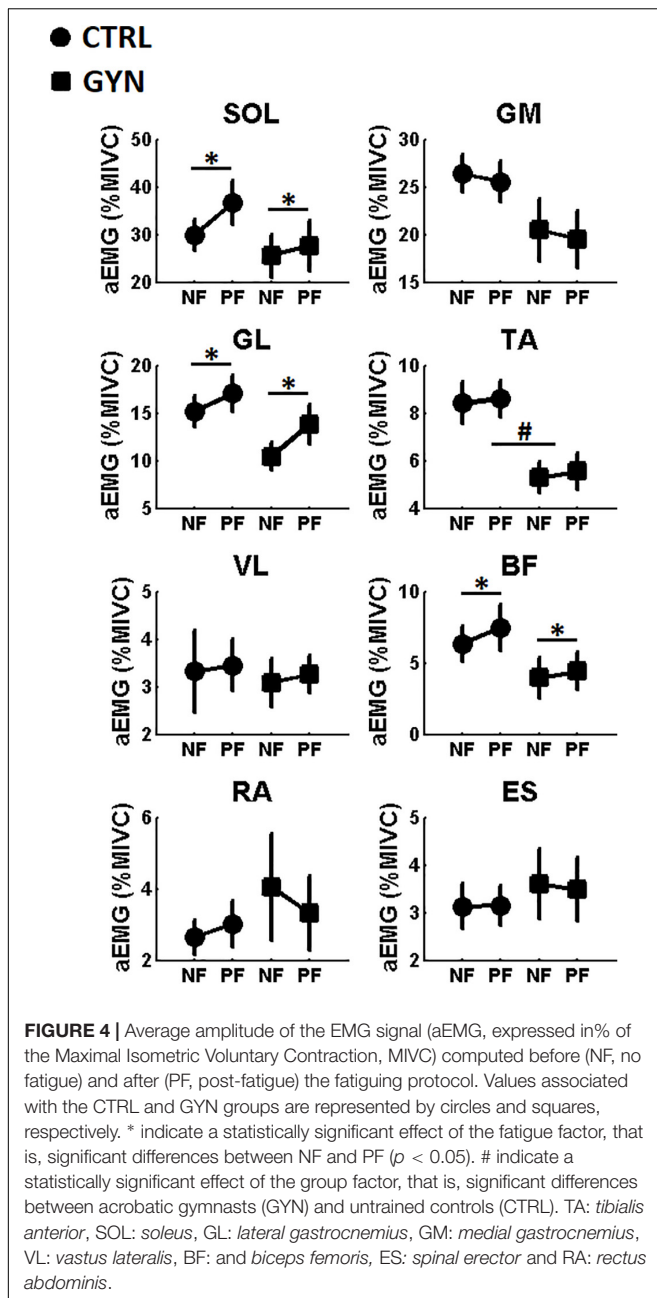 CTRL
GYN
SOL GM
50 30
40 25
30 20
20 15
aEMG (%MIVC) aEMG (%MIVC)
* *
NF PF NF PF NF PF NF PF
GL TA
20 10
15 8
10 6
5 4
aEMG (%MIVC) aEMG (%MIVC)
* * #
NF PF NF PF NF PF NF PF
VL BF
5 10
4
3 5
2 0
aEMG (%MIVC) aEMG (%MIVC)
* *
NF PF NF PF NF PF NF PF
RA ES
6 5
4
4 3
2 2
aEMG (%MIVC) aEMG (%MIVC)
NF PF NF PF NF PF NF PF
FIGURE 4 | Average amplitude of the EMG signal (aEMG, expressed in% of
the Maximal Isometric Voluntary Contraction, MIVC) computed before (NF, no
fatigue) and after (PF, post-fatigue) the fatiguing protocol. Values associated
with the CTRL and GYN groups are represented by circles and squares,
respectively. * indicate a statistically significant effect of the fatigue factor, that
is, significant differences between NF and PF (p < 0.05). # indicate a
statistically significant effect of the group factor, that is, significant differences
between acrobatic gymnasts (GYN) and untrained controls (CTRL). TA: tibialis
anterior, SOL: soleus, GL: lateral gastrocnemius, GM: medial gastrocnemius,
VL: vastus lateralis, BF: and biceps femoris, ES: spinal erector and RA: rectus
abdominis.